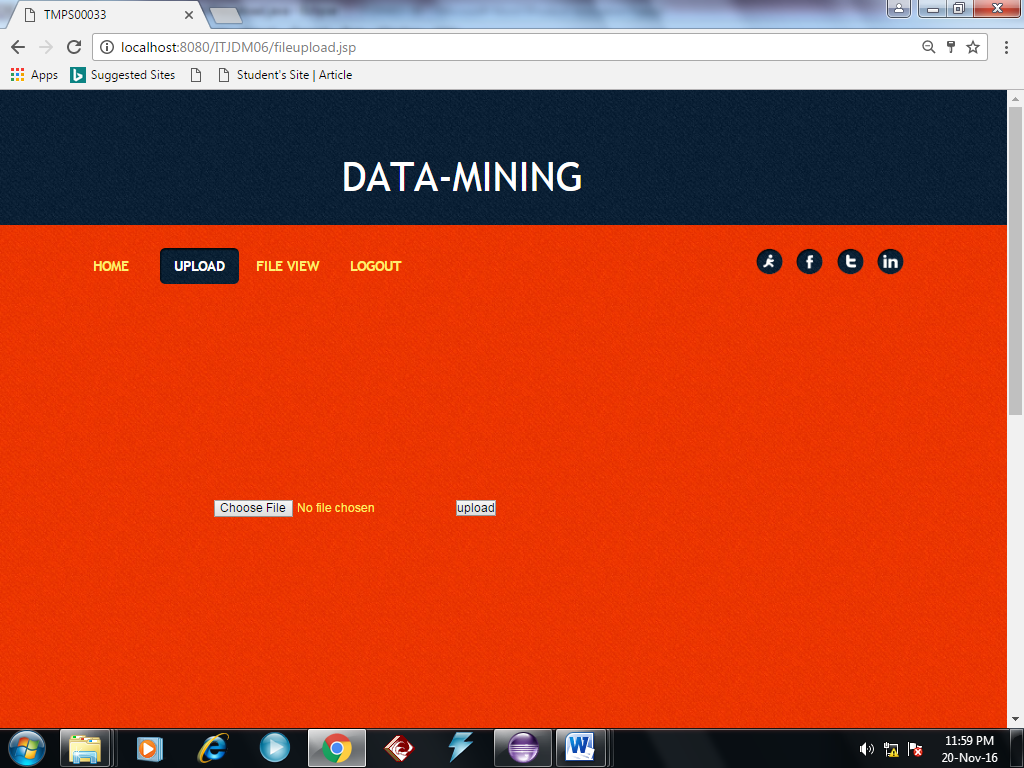 TMPS00033
localhost:8080/ITJDM06/fileupload.jsp
Apps Suggested Sites Student's Site | Article
DATA-MINING
HOME UPLOAD FILE VIEW LOGOUT
Choose File No file chosen upload
11:59 PM
20-Nov-16